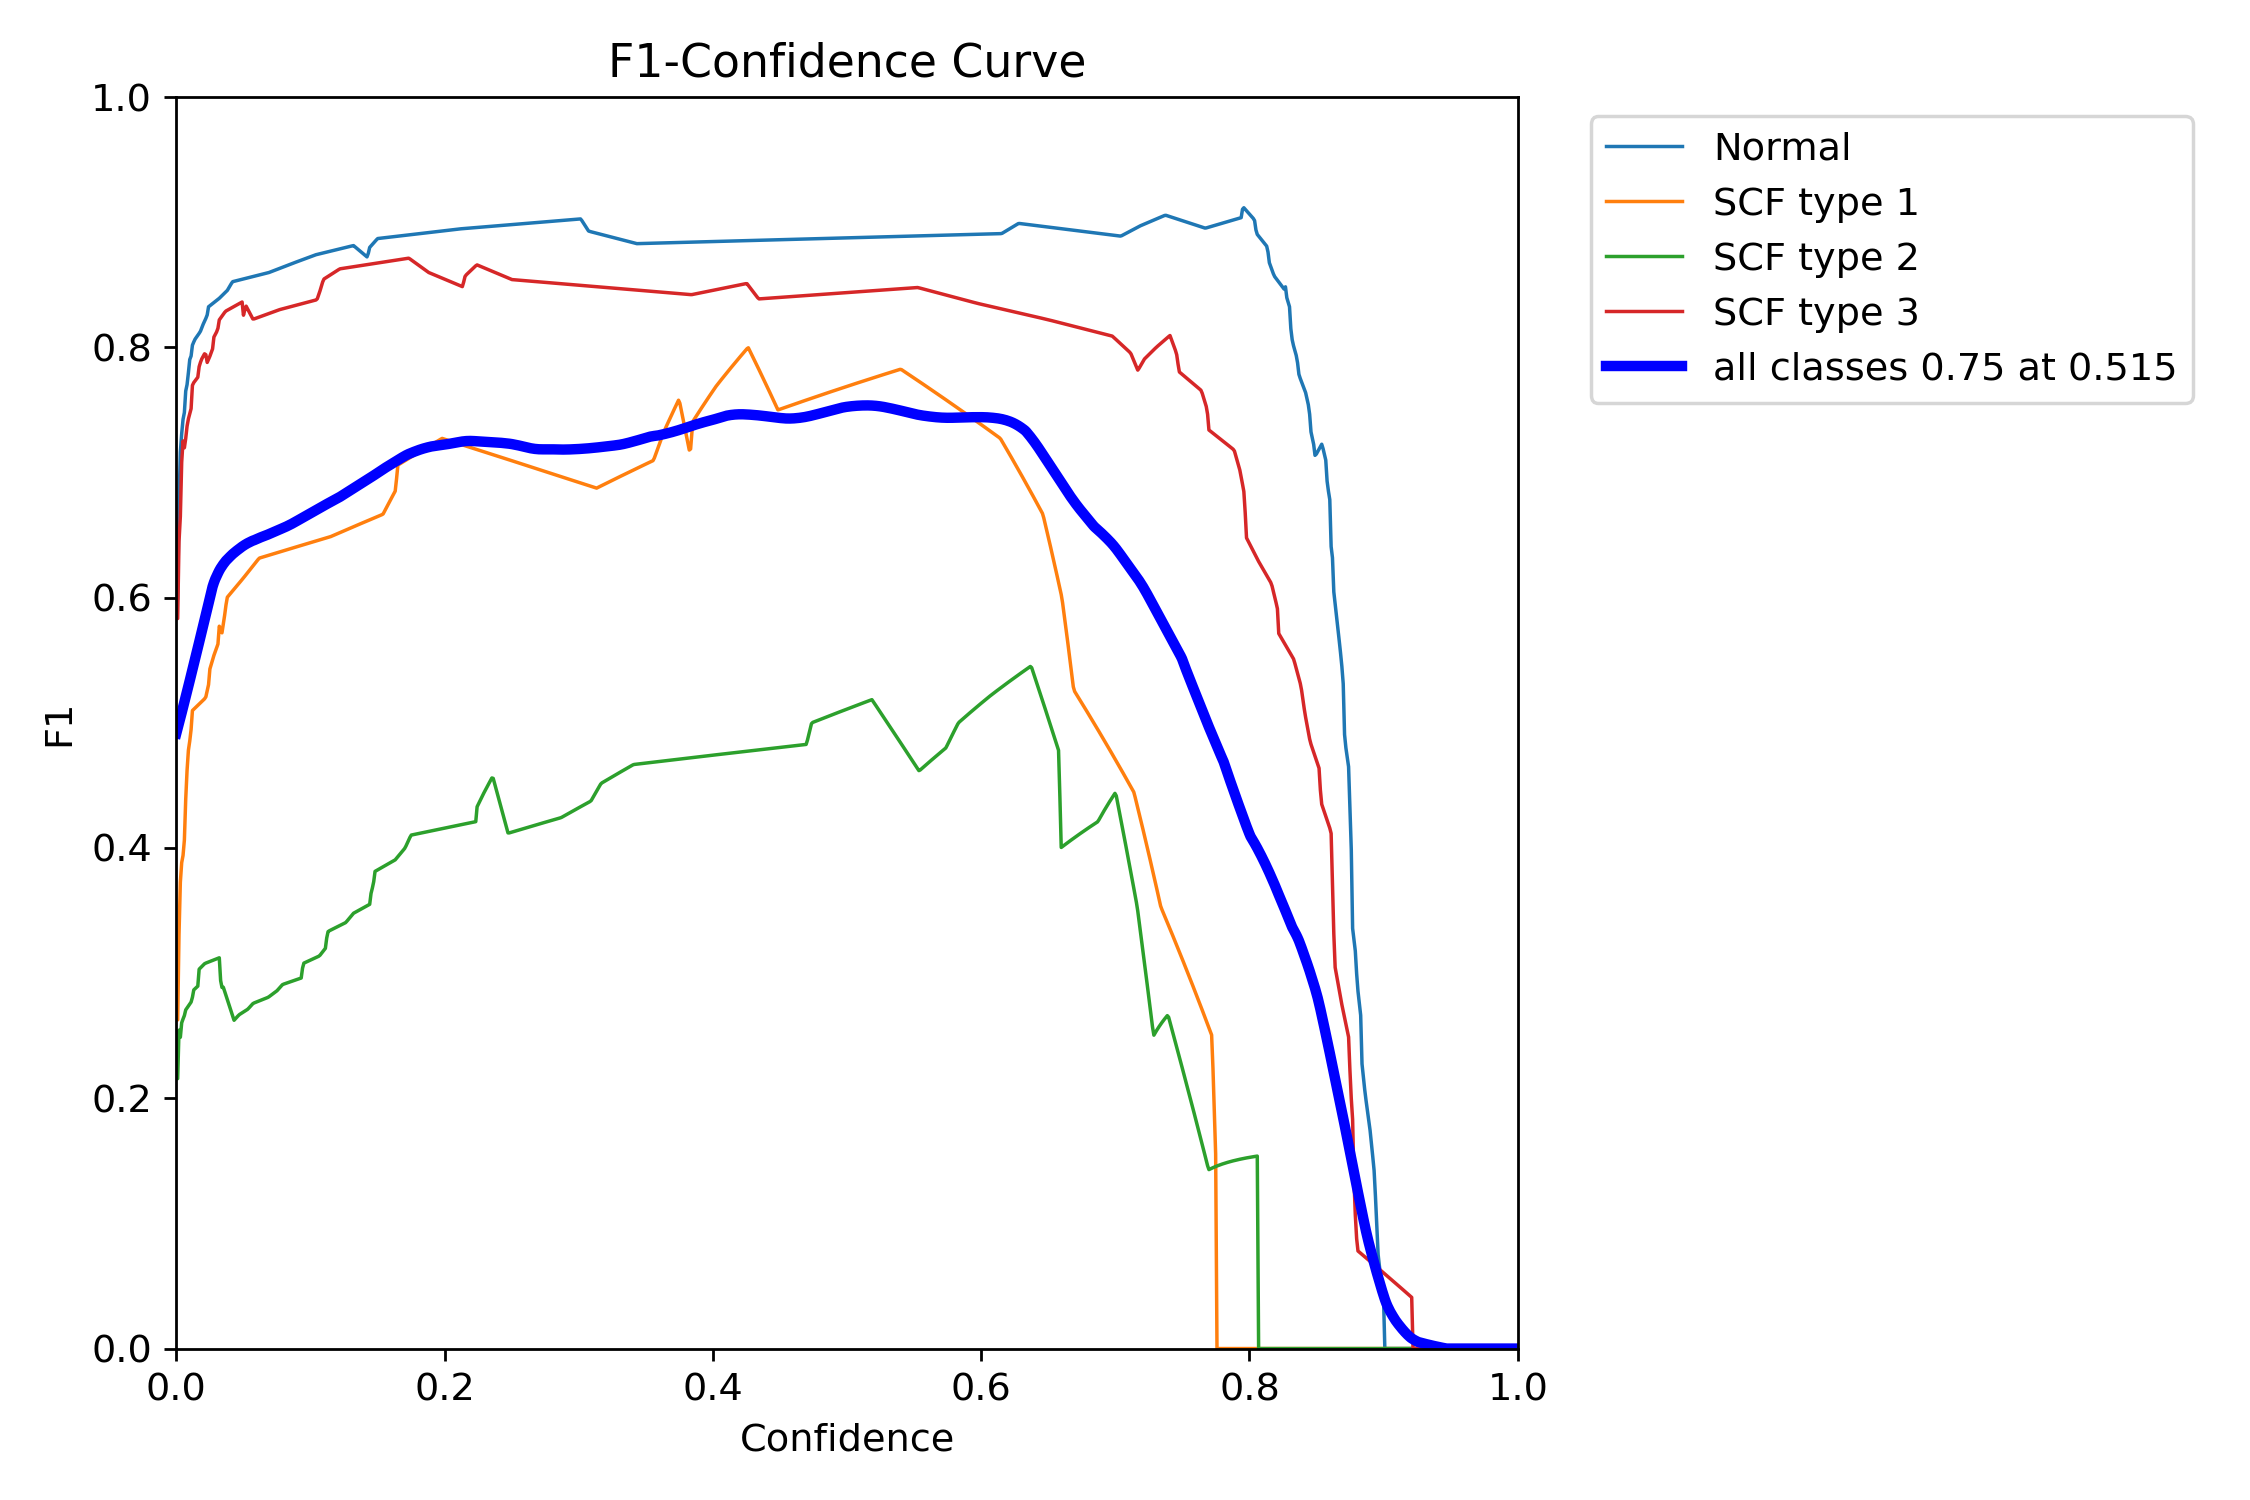 F1-Confidence Curve
1.0
0.8
0.6
0.4
0.2
0.0
F1
0.0 0.2 0.4 0.6 0.8 1.0
Confidence
Normal
SCF type 1
SCF type 2
SCF type 3
all classes 0.75 at 0.515